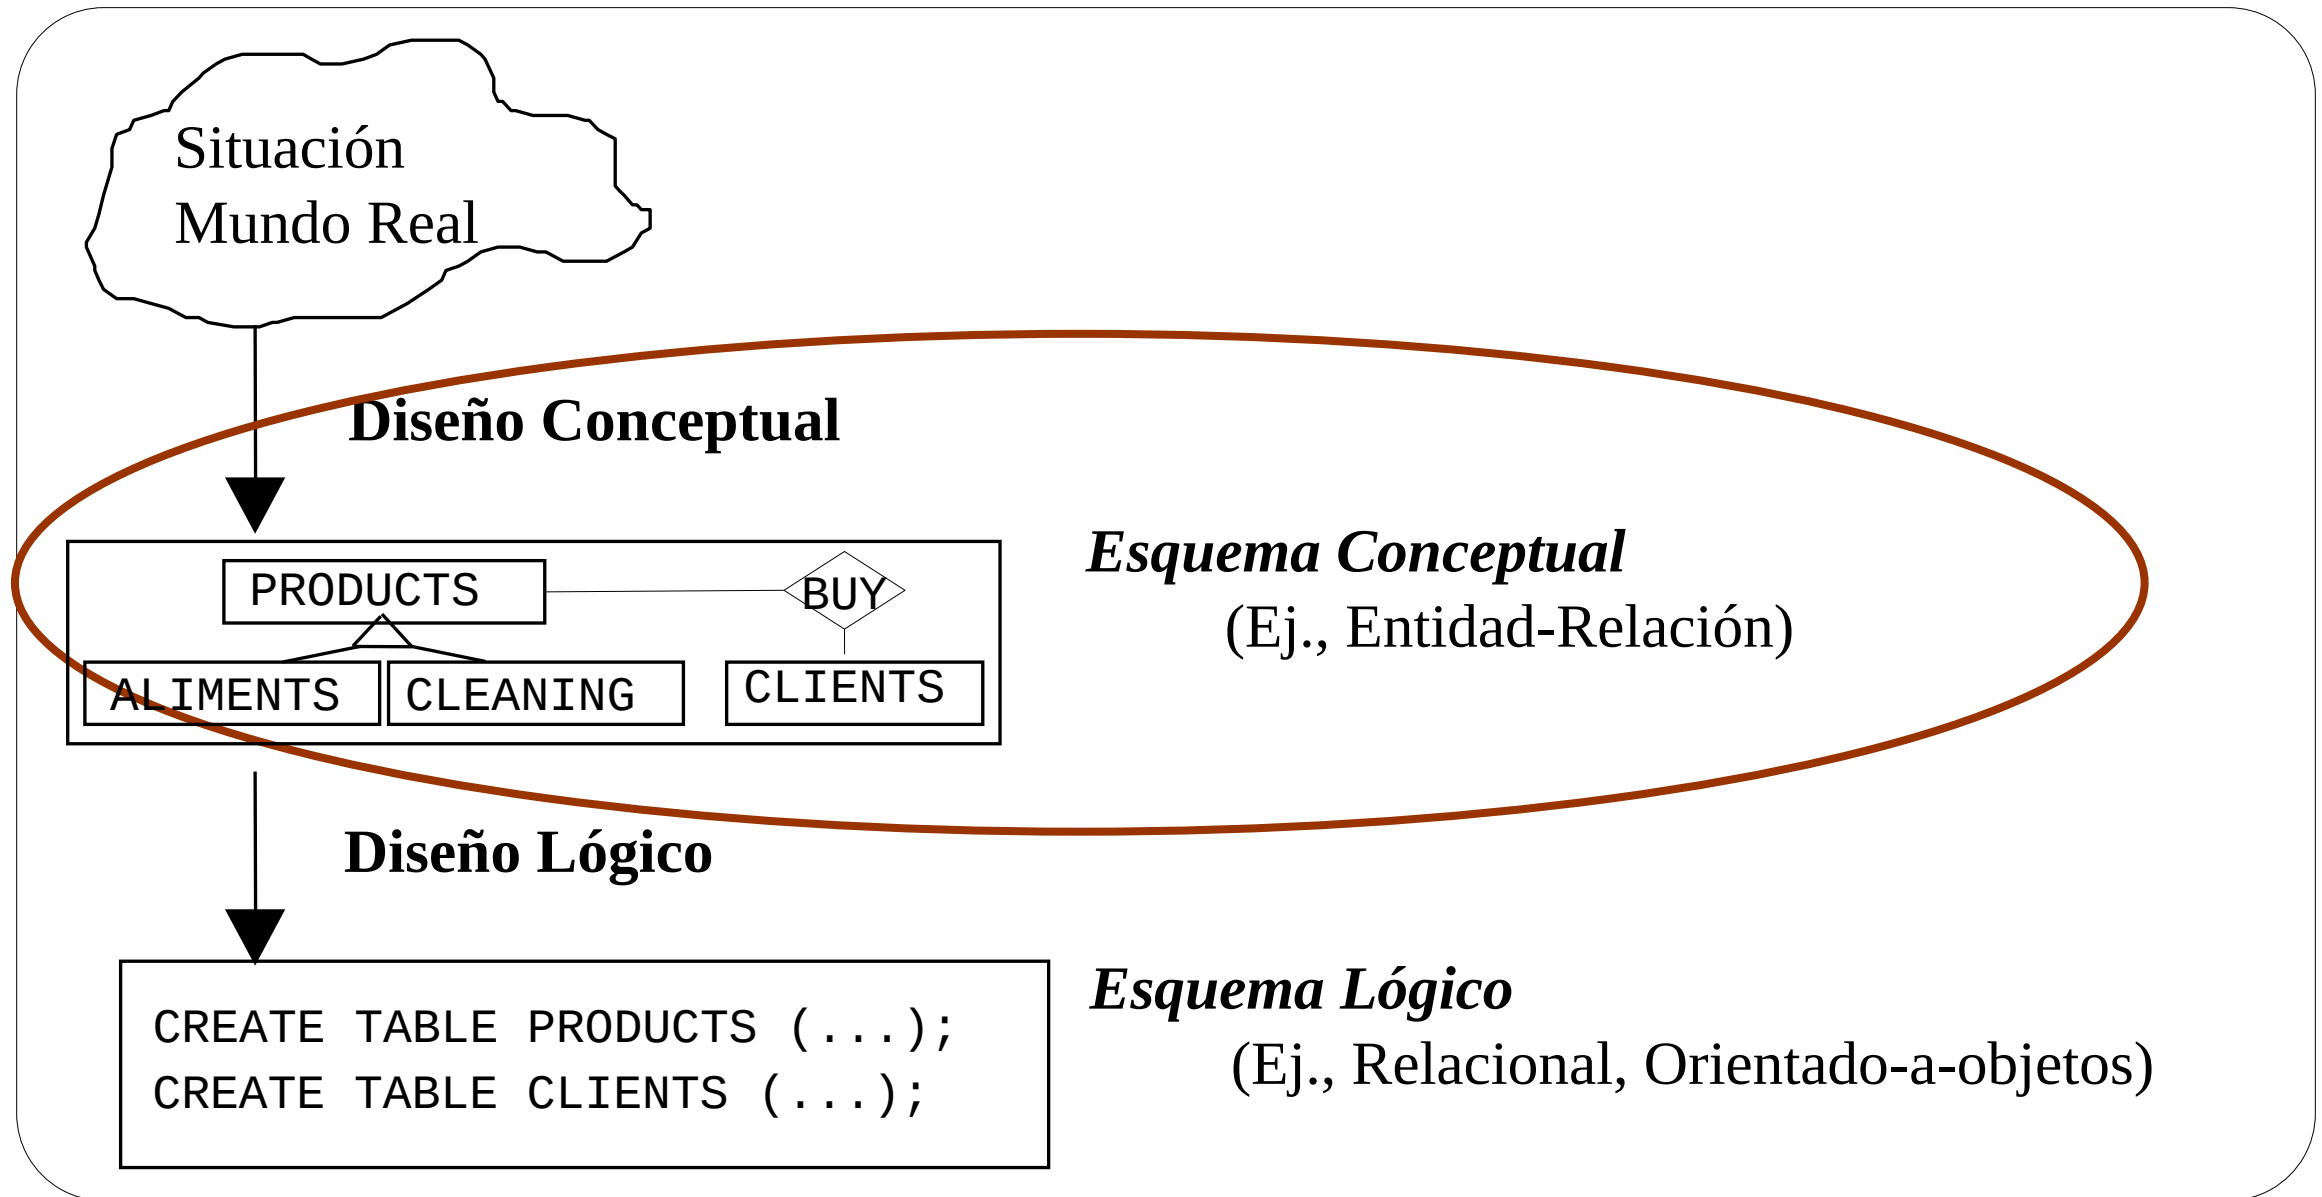 Situación
Mundo Real
Diseño Conceptual
Esquema Conceptual
(Ej., Entidad-Relación)
PRODUCTS
BUY
ALIMENTS
CLEANING
CLIENTS
Diseño Lógico
Esquema Lógico
(Ej., Relacional, Orientado-a-objetos)
CREATE TABLE PRODUCTS (...);
CREATE TABLE CLIENTS (...);